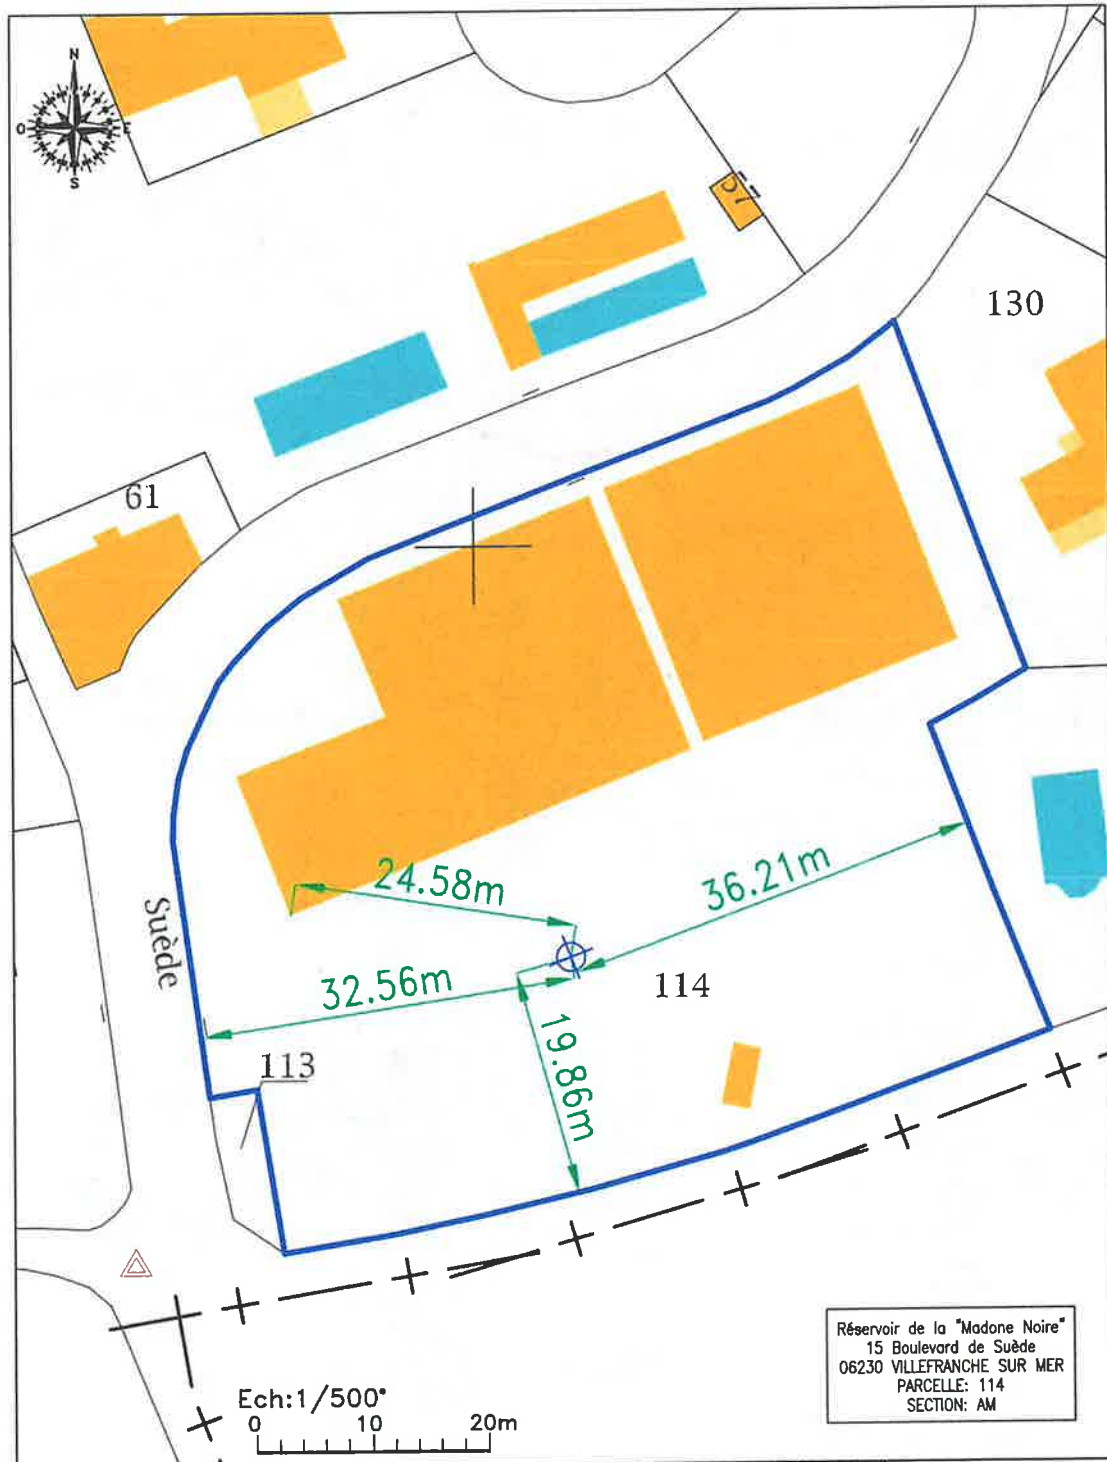 N
O
E
S
130
61
24.58m
36.21m
Suède
32.56m
114
19.86m
113
Ech:1/500°
0 10 20m
Réservoir de la "Madone Noire"
15 Boulevard de Suède
06230 VILLEFRANCHE SUR MER
PARCELLE: 114
SECTION: AM